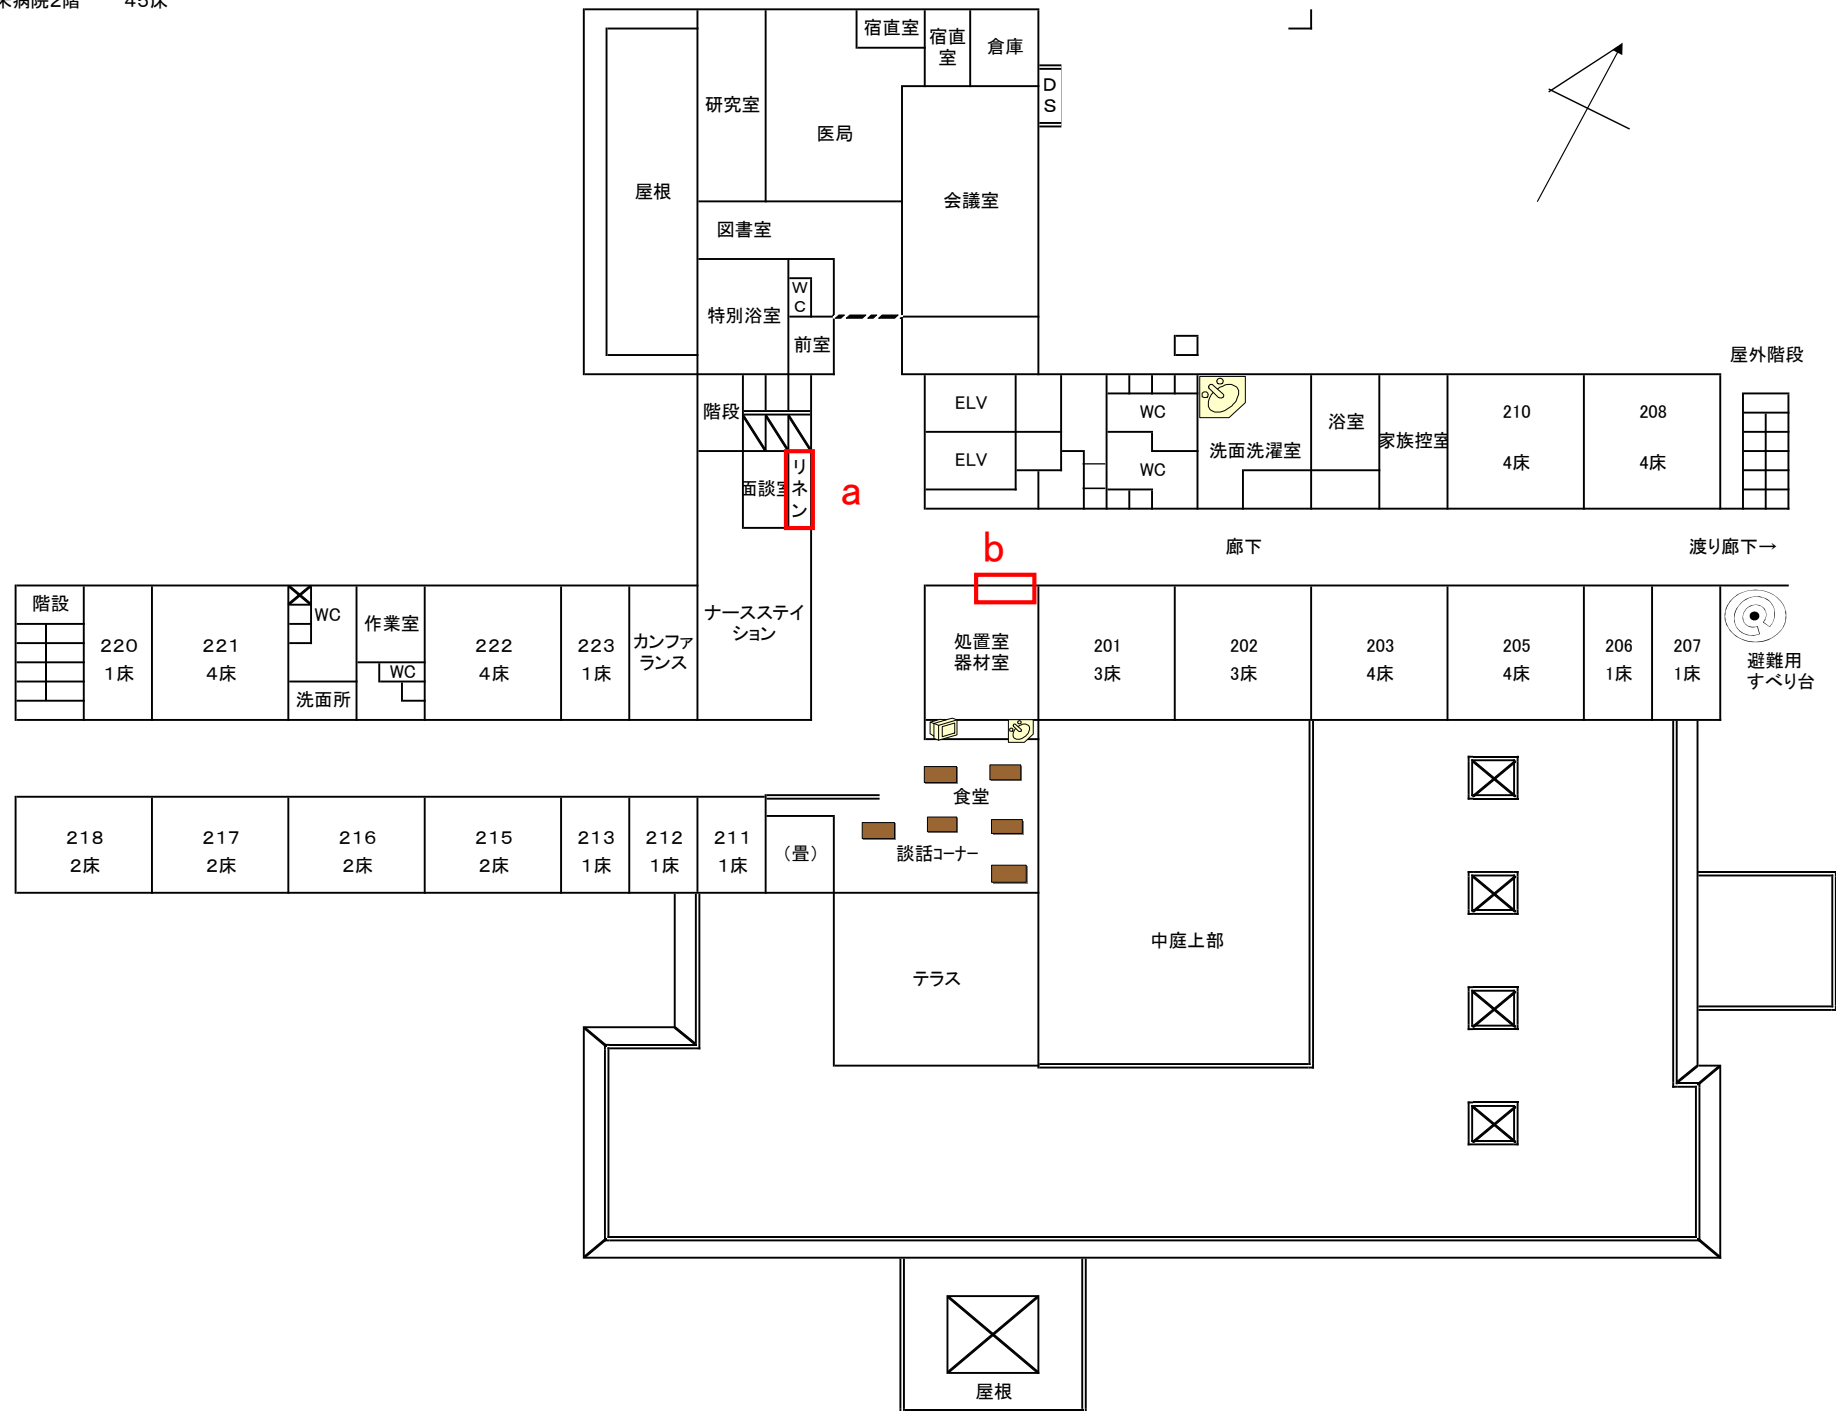 病院2階 45床
宿直室
宿直
室
倉庫
D
S
研究室
医局
屋根
会議室
図書室
W
C
特別浴室
前室
屋外階段
階段
ELV
WC
210
4床
208
4床
浴室
家族控室
洗面洗濯室
ELV
WC
リ
ネ
ン
面談室
a
b
廊下
渡り廊下→
階設
220
1床
221
4床
WC
作業室
WC
洗面所
222
4床
223
1床
カンファ
ランス
ナースステイ
ション
処置室
器材室
201
3床
202
3床
203
4床
205
4床
206
1床
207
1床
避難用
すべり台
食堂
談話コーナー
218
2床
217
2床
216
2床
215
2床
213
1床
212
1床
211
1床
（畳）
中庭上部
テラス
屋根